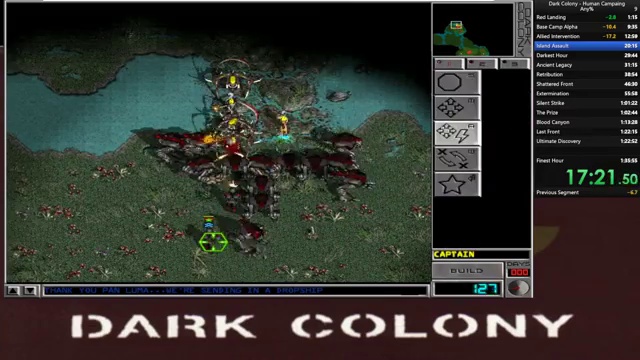 Dark Colony - Human Campaing
Any% 9
Red Landing -2.8 1:15
Base Camp Alpha -10.4 9:35
Allied Intervention -17.2 12:59
Island Assault 20:15
Darkest Hour 29:44
Ancient Legacy 31:15
Retribution 38:54
Shattered Front 46:30
Extermination 55:58
Silent Strike 1:01:22
The Prize 1:02:44
Blood Canyon 1:13:28
Last Front 1:22:15
Ultimate Discovery 1:22:52
Finest Hour 1:35:55
17:21.50
Previous Segment -6.7
DARK COLONY
CAPTAIN
BUILD
DAYS
000
127
THANK YOU PAN LUMA...WE'RE SENDING IN A DROPSHIP
DARK COLONY